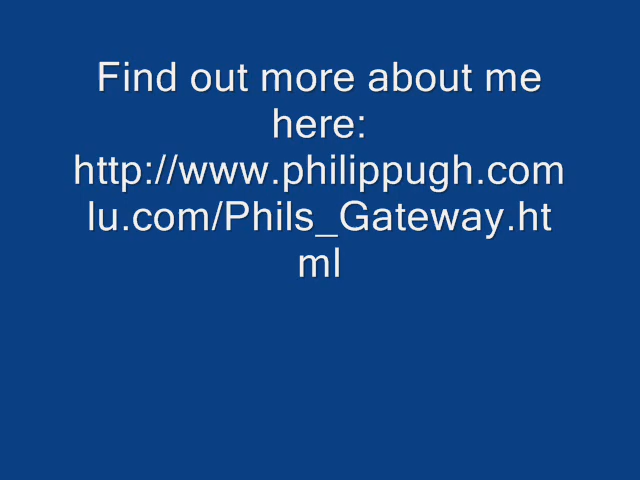 Find out more about me
here:
http://www.philippugh.com
lu.com/Phils_Gateway.ht
ml